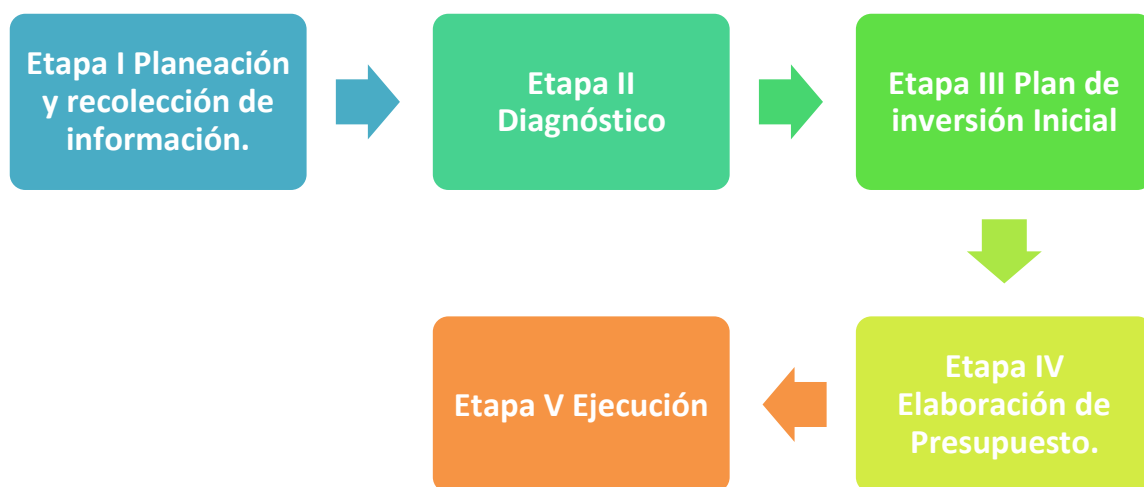 Etapa I Planeación
y recolección de
información.
Etapa II
Diagnóstico
Etapa III Plan de
inversión Inicial
Etapa IV
Elaboración de
Presupuesto.
Etapa V Ejecución